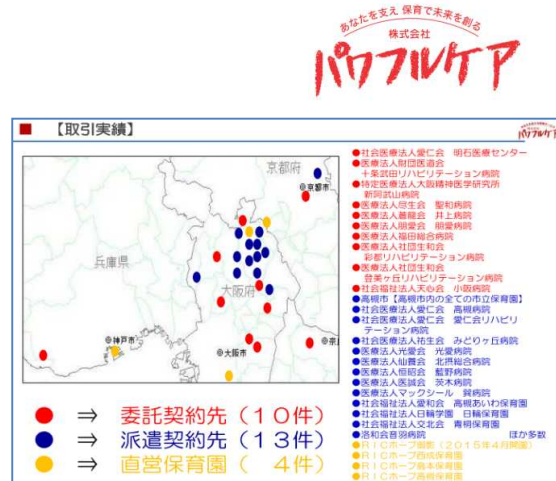 あなたを支え 保育で未来を創る
株式会社
パワフルケア
■ 【取引実績】
パワフルケア
京都府
◎京都市
兵庫県
大阪府
◎神戸市
◎大阪市
● ⇒ 委託契約先（10件）
● ⇒ 派遣契約先（13件）
● ⇒ 直営保育園（ 4件）
●社会医療法人愛仁会 明石医療センター
●医療法人財団医道会
十条武田リハビリテーション病院
●特定医療法人大阪精神医学研究所
新阿武山病院
●医療法人尽生会 聖和病院
●医療法人蒼龍会 井上病院
●医療法人朋愛会 朋愛病院
●医療法人福田総合病院
●医療法人社団生和会
彩都リハビリテーション病院
●医療法人社団生和会
登美ヶ丘リハビリテーション病院
●社会福祉法人天心会 小阪病院
●高槻市【高槻市内の全ての市立保育園】
●社会医療法人愛仁会 高槻病院
●社会医療法人愛仁会 愛仁会リハビリ
テーション病院
●社会医療法人祐生会 みどりヶ丘病院
●医療法人光愛会 光愛病院
●医療法人仙養会 北摂総合病院
●医療法人恒昭会 藍野病院
●医療法人医誠会 茨木病院
●医療法人マックシール 巽病院
●社会福祉法人愛和会 高槻あいわ保育園
●社会福祉法人日輪学園 日輪保育園
●社会福祉法人交北会 青桐保育園
●洛和会音羽病院 ほか多数
●RICホープ御影（2015年4月開園）
●RICホープ西成保育園
●RICホープ島本保育園
●RICホープ高槻保育園